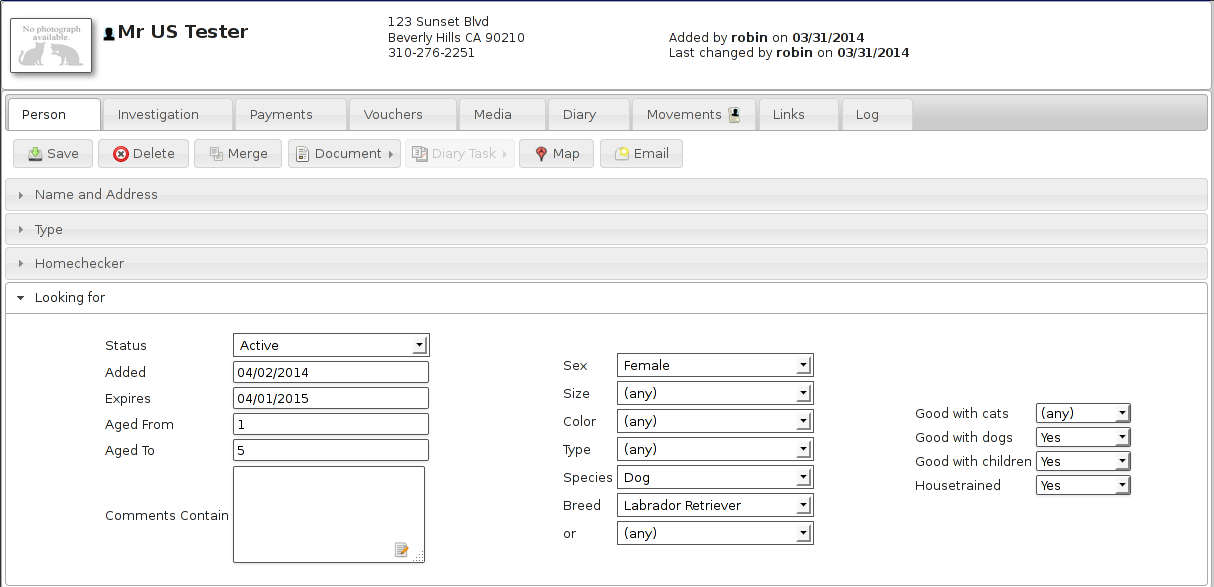 No photograph
available.
Mr US Tester
123 Sunset Blvd
Beverly Hills CA 90210
310-276-2251
Added by robin on 03/31/2014
Last changed by robin on 03/31/2014
Person Investigation Payments Vouchers Media Diary Movements Links Log
Save Delete Merge Document Diary Task Map Email
Name and Address
Type
Homechecker
Looking for
Status Active
Added 04/02/2014
Expires 04/01/2015
Aged From 1
Aged To 5
Comments Contain
Sex Female
Size (any)
Color (any)
Type (any)
Species Dog
Breed Labrador Retriever
or (any)
Good with cats (any)
Good with dogs Yes
Good with children Yes
Housetrained Yes